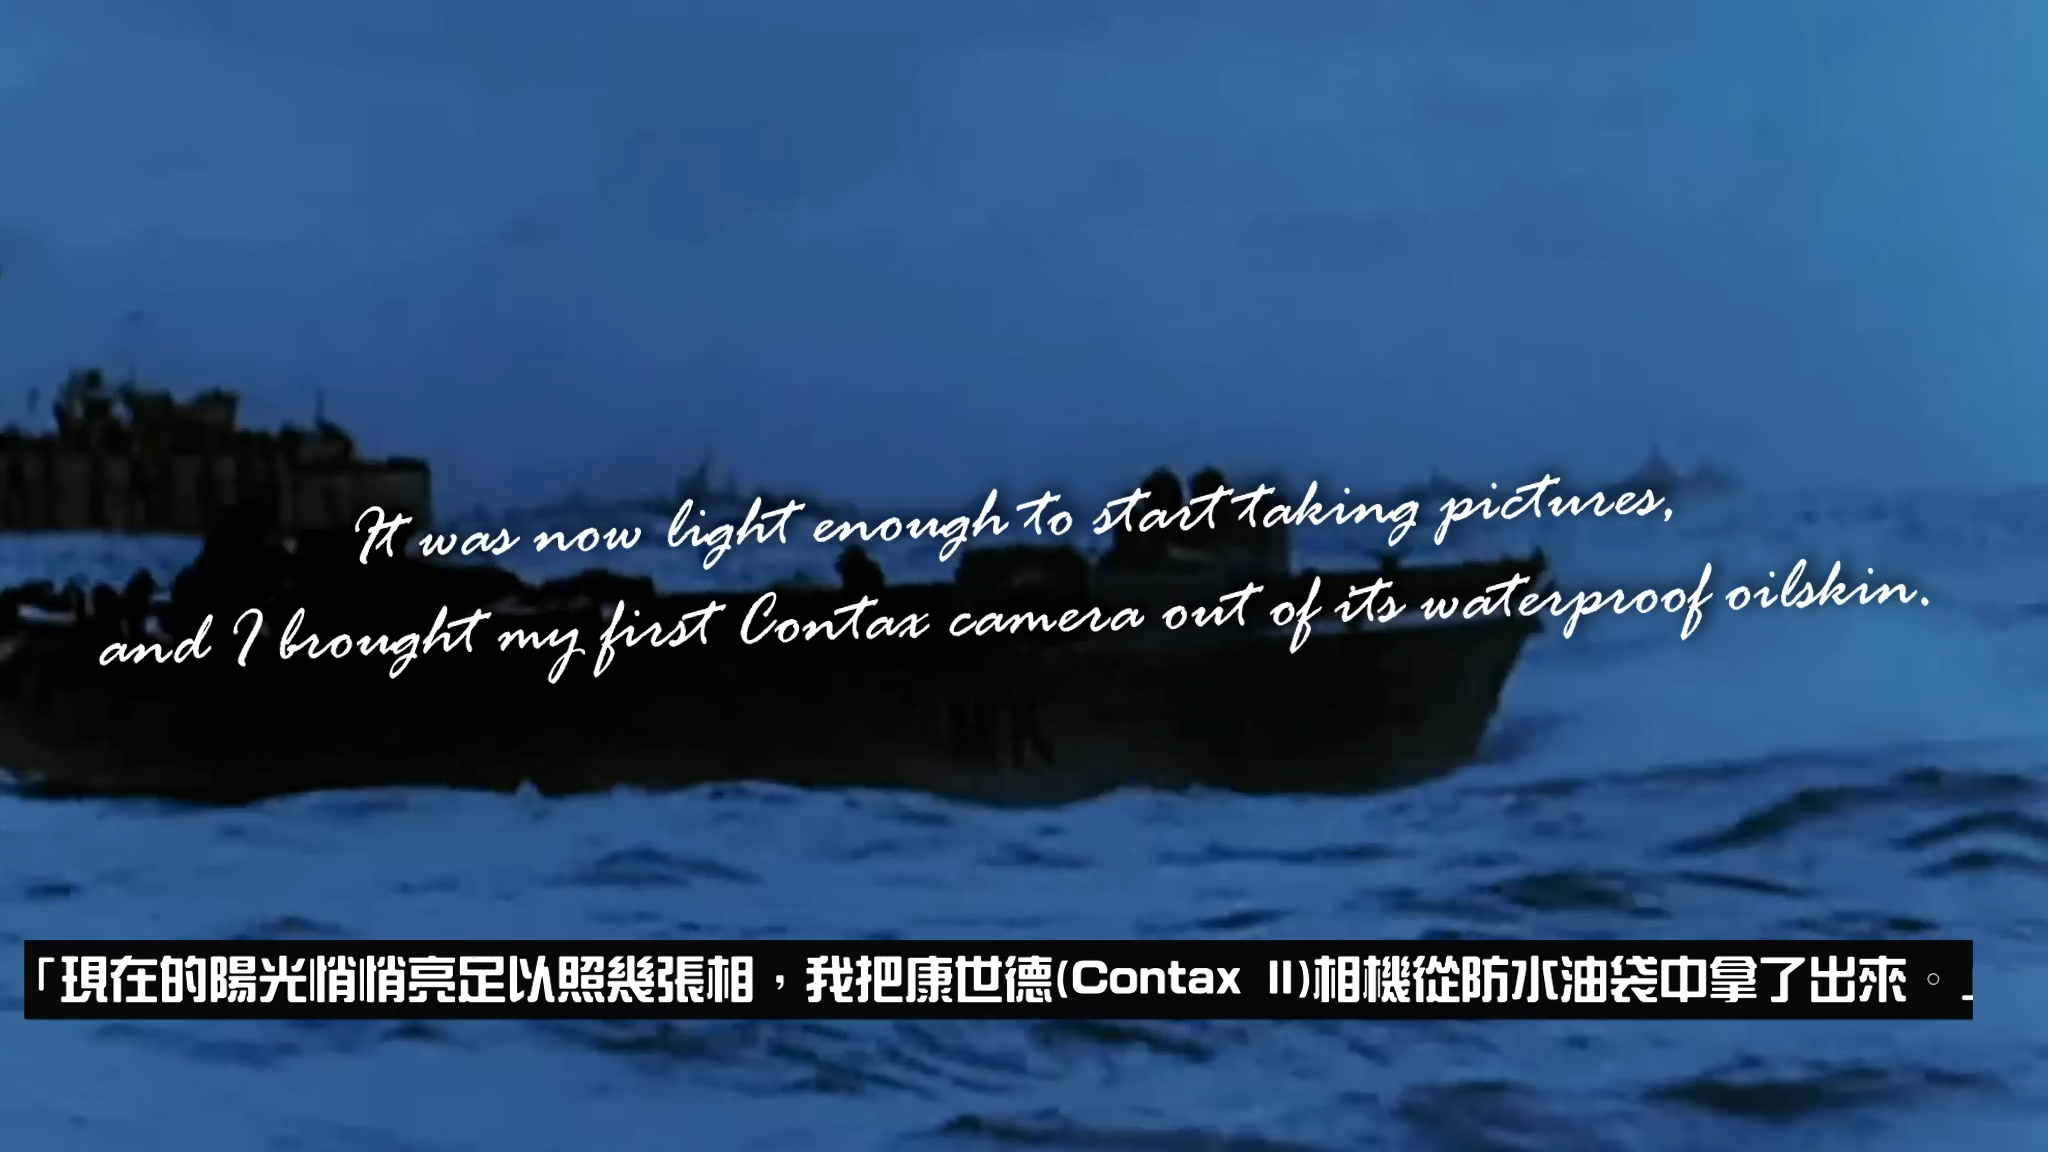 It was now light enough to start taking pictures,
and I brought my first Contax camera out of its waterproof oilskin.
「現在的陽光悄悄亮足以照幾張相，我把康世德(Contax II)相機從防水油袋中拿了出來。」